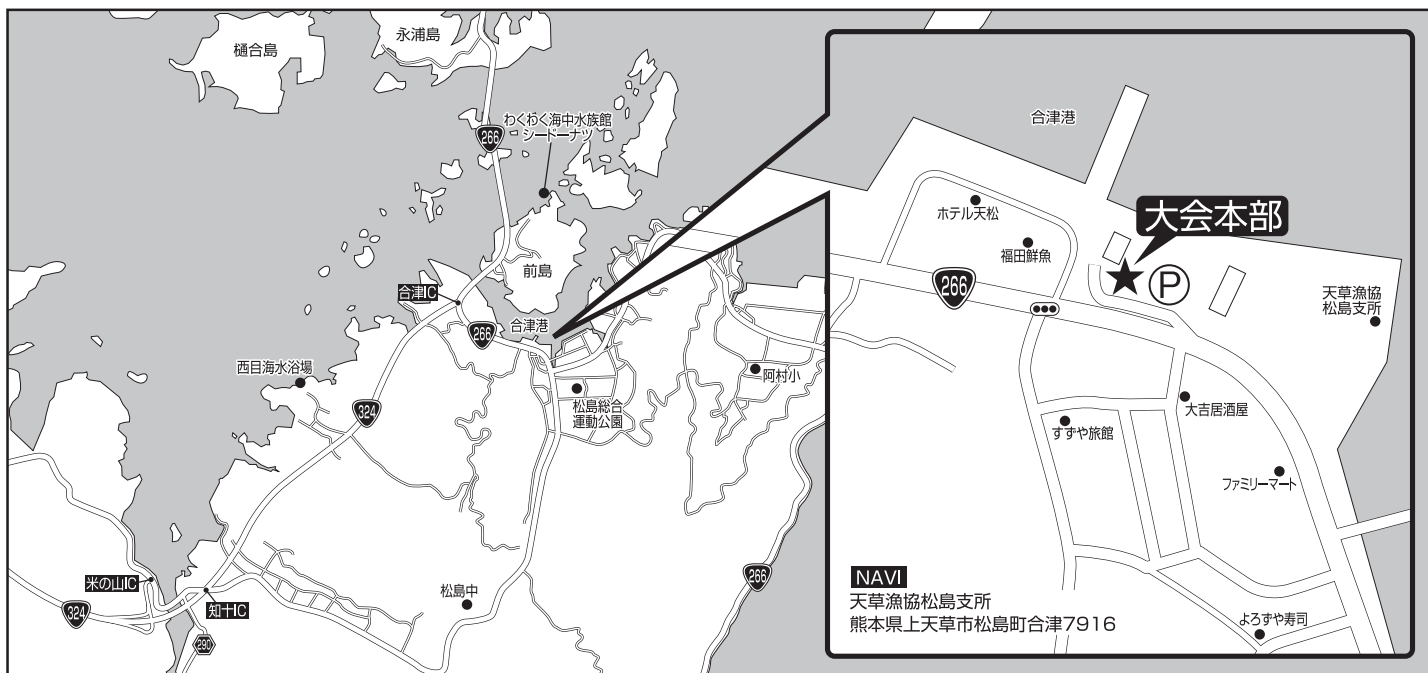 樋合島
永浦島
266
わくわく海中水族館
シードーナツ
前島
合津IC
合津港
266
西目海水浴場
324
松島総合
運動公園
阿村小
米の山IC
324
知十IC
290
松島中
266
合津港
ホテル天松
福田鮮魚
大会本部
P
266
天草漁協
松島支所
大吉居酒屋
すずや旅館
ファミリーマート
よろずや寿司
NAVI
天草漁協松島支所
熊本県上天草市松島町合津7916